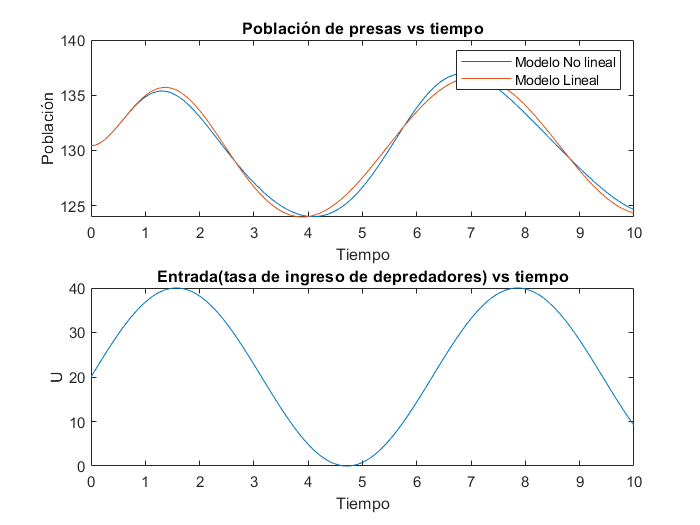 Población de presas vs tiempo
140
135
130
125
Población
Modelo No lineal
Modelo Lineal
0 1 2 3 4 5 6 7 8 9 10
Tiempo
Entrada(tasa de ingreso de depredadores) vs tiempo
40
30
20
10
0
U
0 1 2 3 4 5 6 7 8 9 10
Tiempo